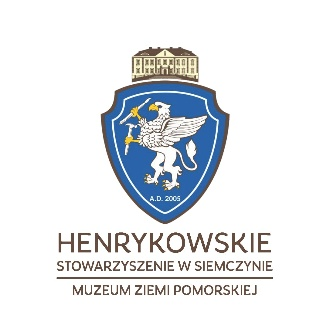 A.D. 2005
HENRYKOWSKIE
STOWARZYSZENIE W SIEMCZYNIE
MUZEUM ZIEMI POMORSKIEJ